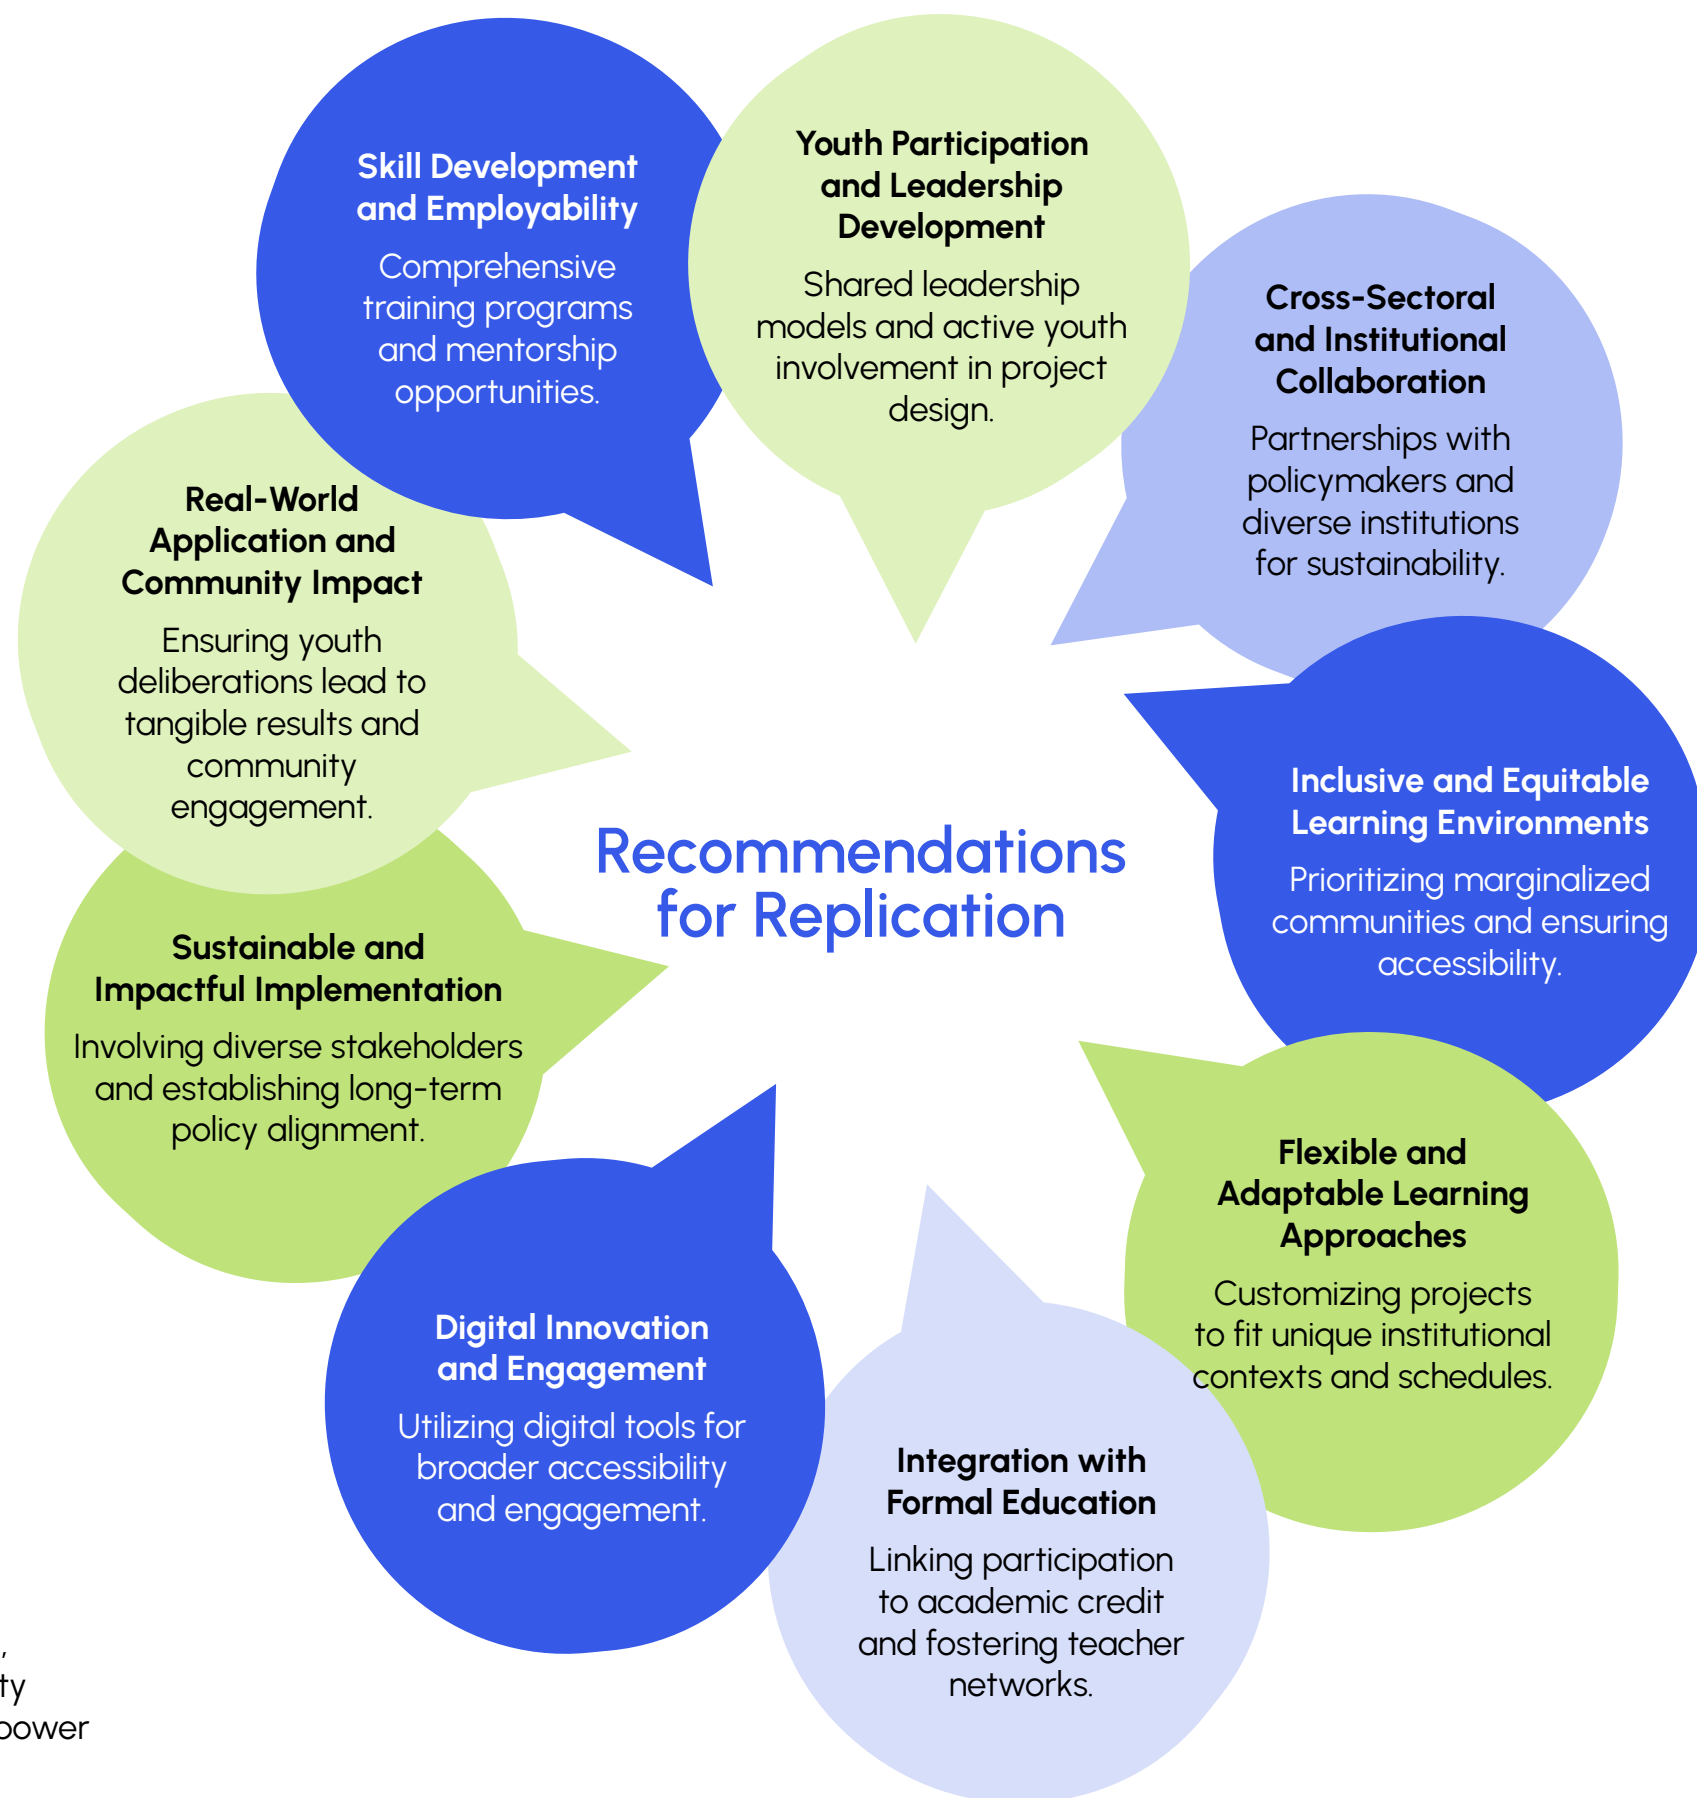 Skill Development
and Employability
Comprehensive
training programs
and mentorship
opportunities.
Youth Participation
and Leadership
Development
Shared leadership
models and active youth
involvement in project
design.
Cross-Sectoral
and Institutional
Collaboration
Partnerships with
policymakers and
diverse institutions
for sustainability.
Inclusive and Equitable
Learning Environments
Prioritizing marginalized
communities and ensuring
accessibility.
Flexible and
Adaptable Learning
Approaches
Customizing projects
to fit unique institutional
contexts and schedules.
Integration with
Formal Education
Linking participation
to academic credit
and fostering teacher
networks.
Digital Innovation
and Engagement
Utilizing digital tools for
broader accessibility
and engagement.
Sustainable and
Impactful Implementation
Involving diverse stakeholders
and establishing long-term
policy alignment.
Real-World
Application and
Community Impact
Ensuring youth
deliberations lead to
tangible results and
community
engagement.
Recommendations
for Replication
,
ty
power